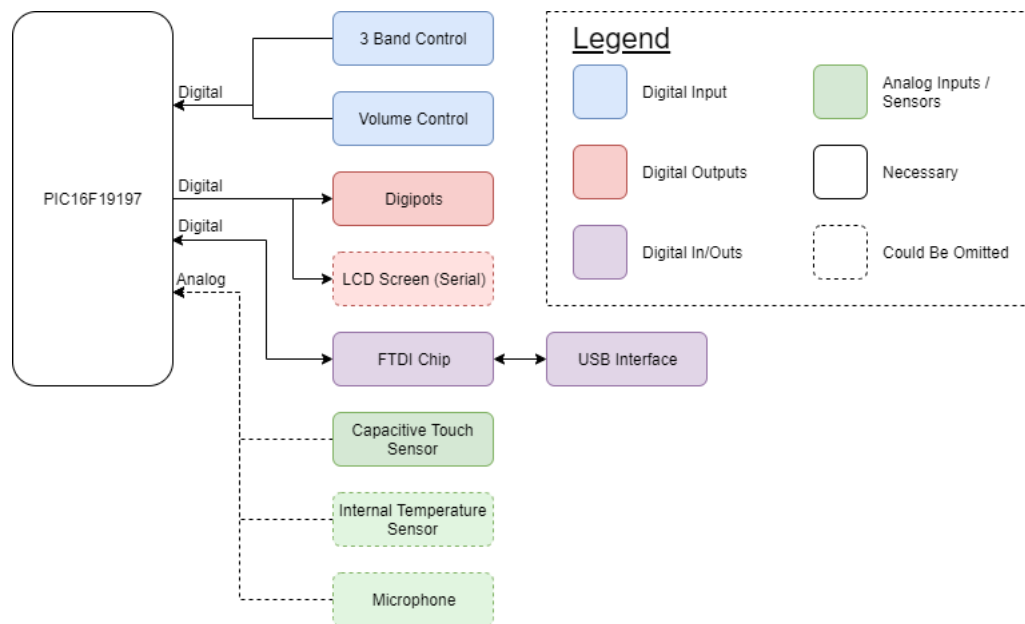 3 Band Control
Digital
Volume Control
PIC16F19197
Digital
Digipots
Digital
Analog
LCD Screen (Serial)
FTDI Chip
USB Interface
Capacitive Touch
Sensor
Internal Temperature
Sensor
Microphone
Legend
Digital Input
Analog Inputs /
Sensors
Digital Outputs
Necessary
Digital In/Outs
Could Be Omitted